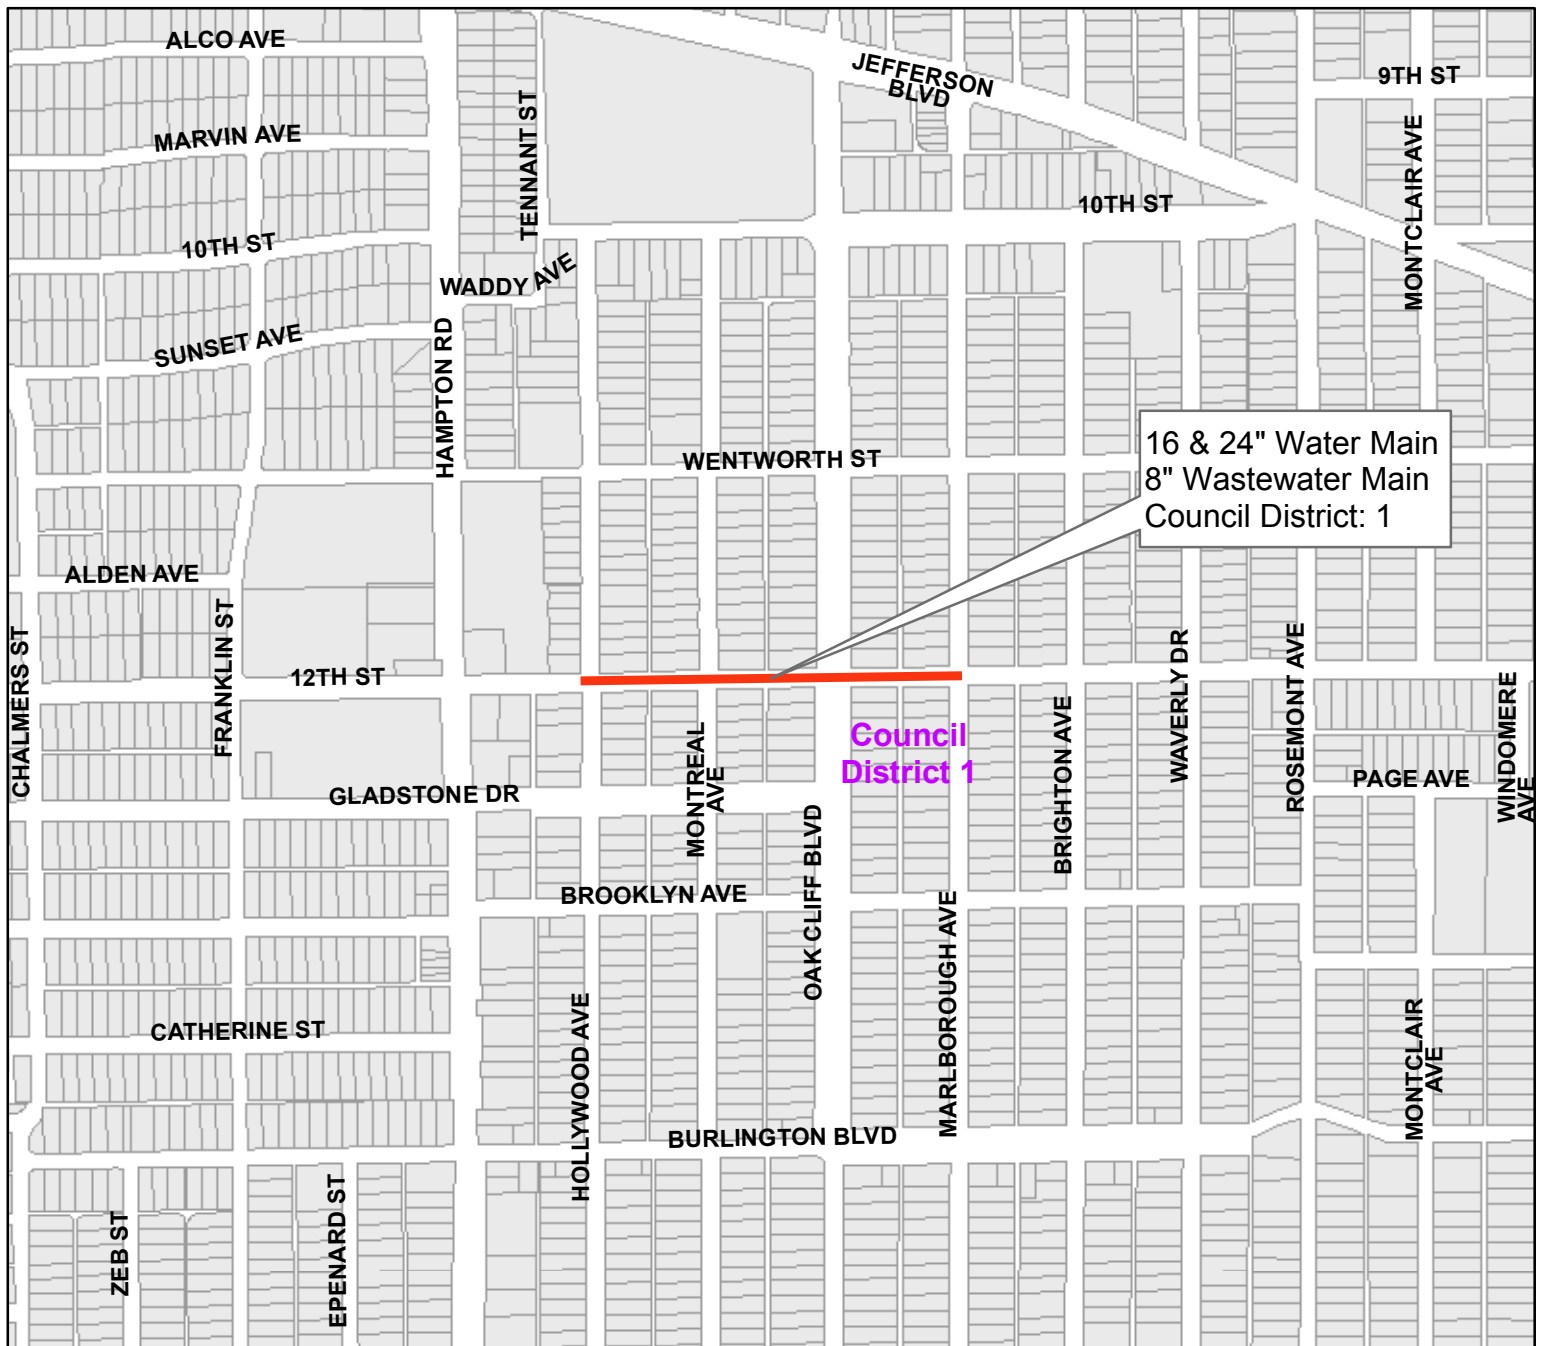 ALCO AVE
JEFFERSON
BLVD
9TH ST
MARVIN AVE
TENNANT ST
MONTCLAIR AVE
10TH ST
10TH ST
WADDY AVE
SUNSET AVE
HAMPTON RD
WENTWORTH ST
16 & 24" Water Main
8" Wastewater Main
Council District: 1
ALDEN AVE
FRANKLIN ST
CHALMERS ST
12TH ST
WAVERLY DR
ROSEMONT AVE
WINDOMERE
AVE
MONTREAL
AVE
Council
District 1
BRIGHTON AVE
PAGE AVE
GLADSTONE DR
OAK CLIFF BLVD
BROOKLYN AVE
MARLBOROUGH AVE
HOLLYWOOD AVE
CATHERINE ST
MONTCLAIR
AVE
BURLINGTON BLVD
ZEB ST
EPENARD ST